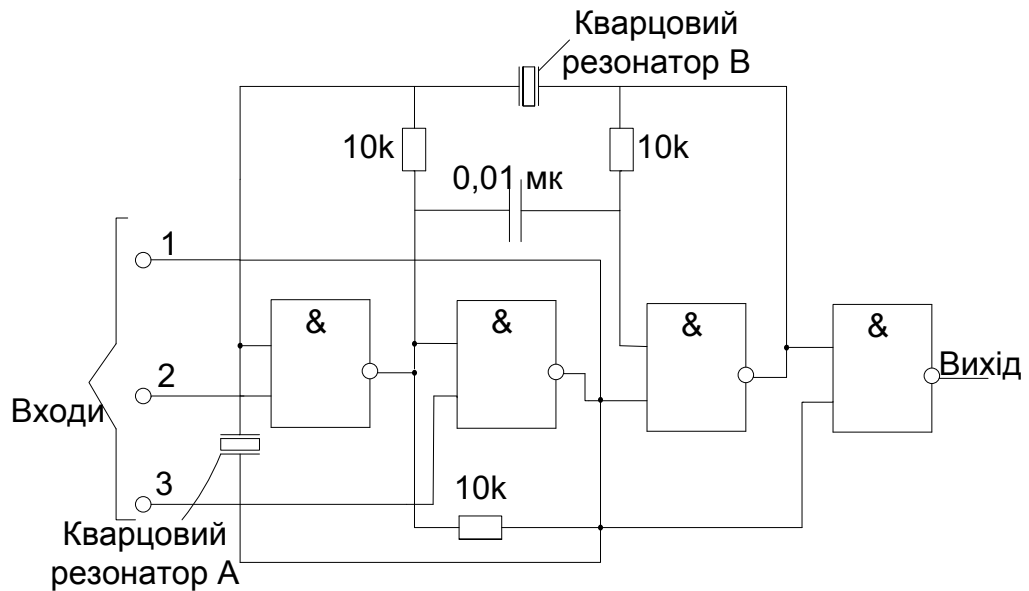 Кварцовий
резонатор В
10k
10k
0,01 мк
1
&
&
&
&
2
Вихід
Входи
3
10k
Кварцовий
резонатор А